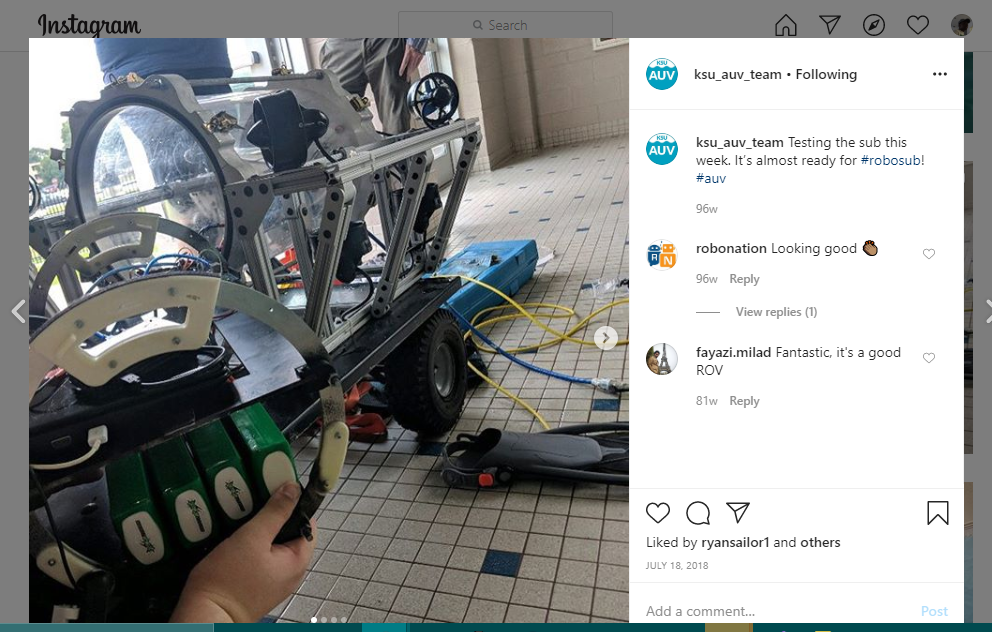 Instagram
Search
KSU
AUV
ksu_auv_team • Following
KSU
AUV
ksu_auv_team Testing the sub this
week. It's almost ready for #robosub!
#auv
96w
R N
robonation Looking good
96w Reply
View replies (1)
fayazi.milad Fantastic, it's a good
ROV
81w Reply
Liked by ryansailor1 and others
JULY 18, 2018
Add a comment... Post